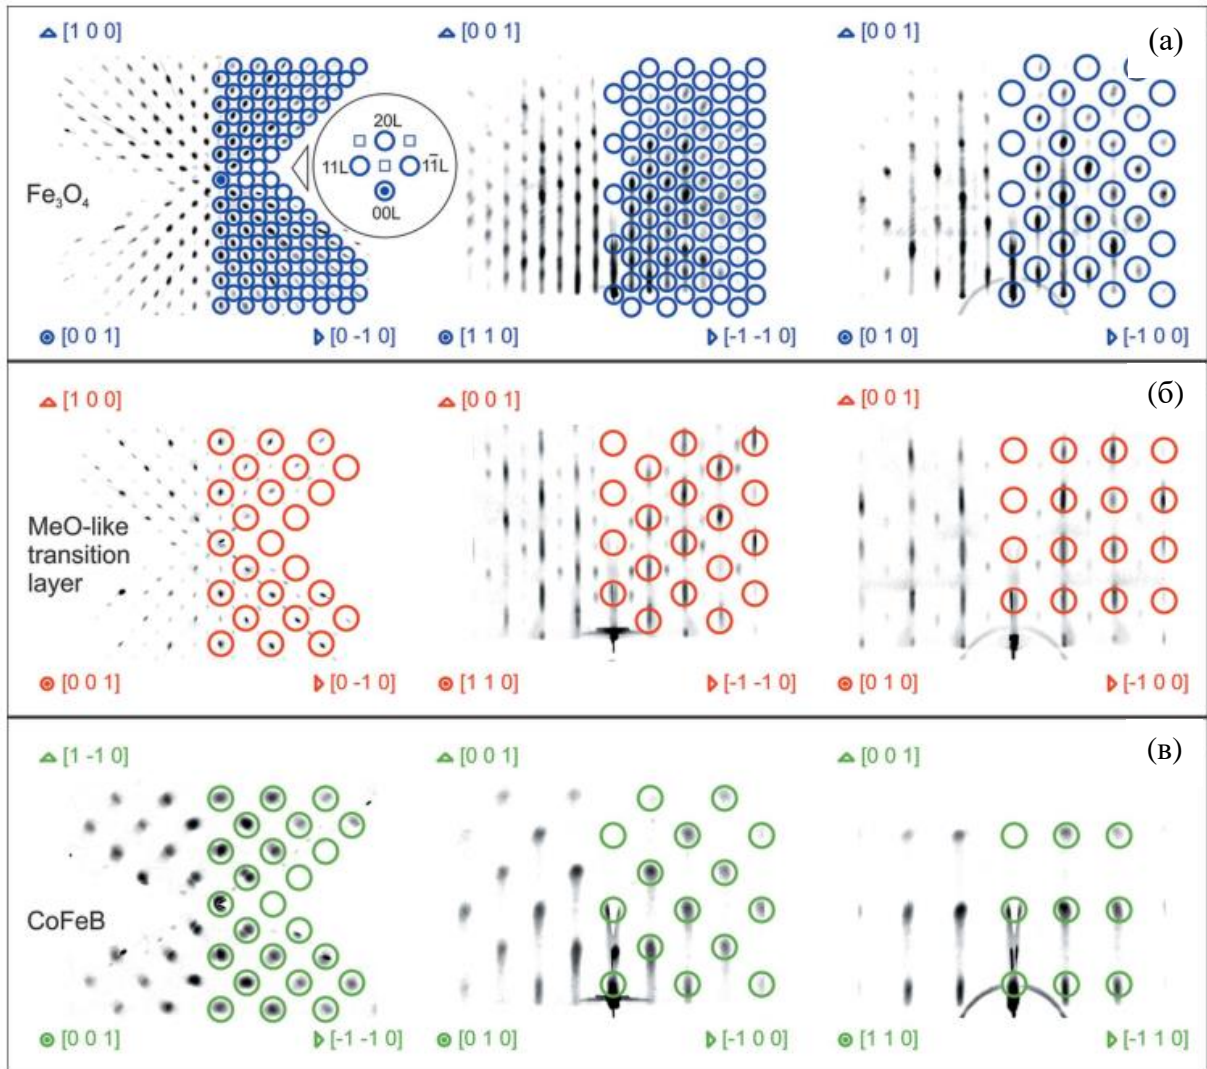 [1 0 0]
[0 0 1]
[0 0 1]
(а)
20L
11L
11̄L
00L
Fe₃O₄
[0 0 1]
[0 -1 0]
[1 1 0]
[-1 -1 0]
[0 1 0]
[-1 0 0]
[1 0 0]
[0 0 1]
[0 0 1]
(б)
MeO-like
transition
layer
[0 0 1]
[0 -1 0]
[1 1 0]
[-1 -1 0]
[0 1 0]
[-1 0 0]
[1 -1 0]
[0 0 1]
[0 0 1]
(в)
CoFeB
[0 0 1]
[-1 -1 0]
[0 1 0]
[-1 0 0]
[1 1 0]
[-1 1 0]